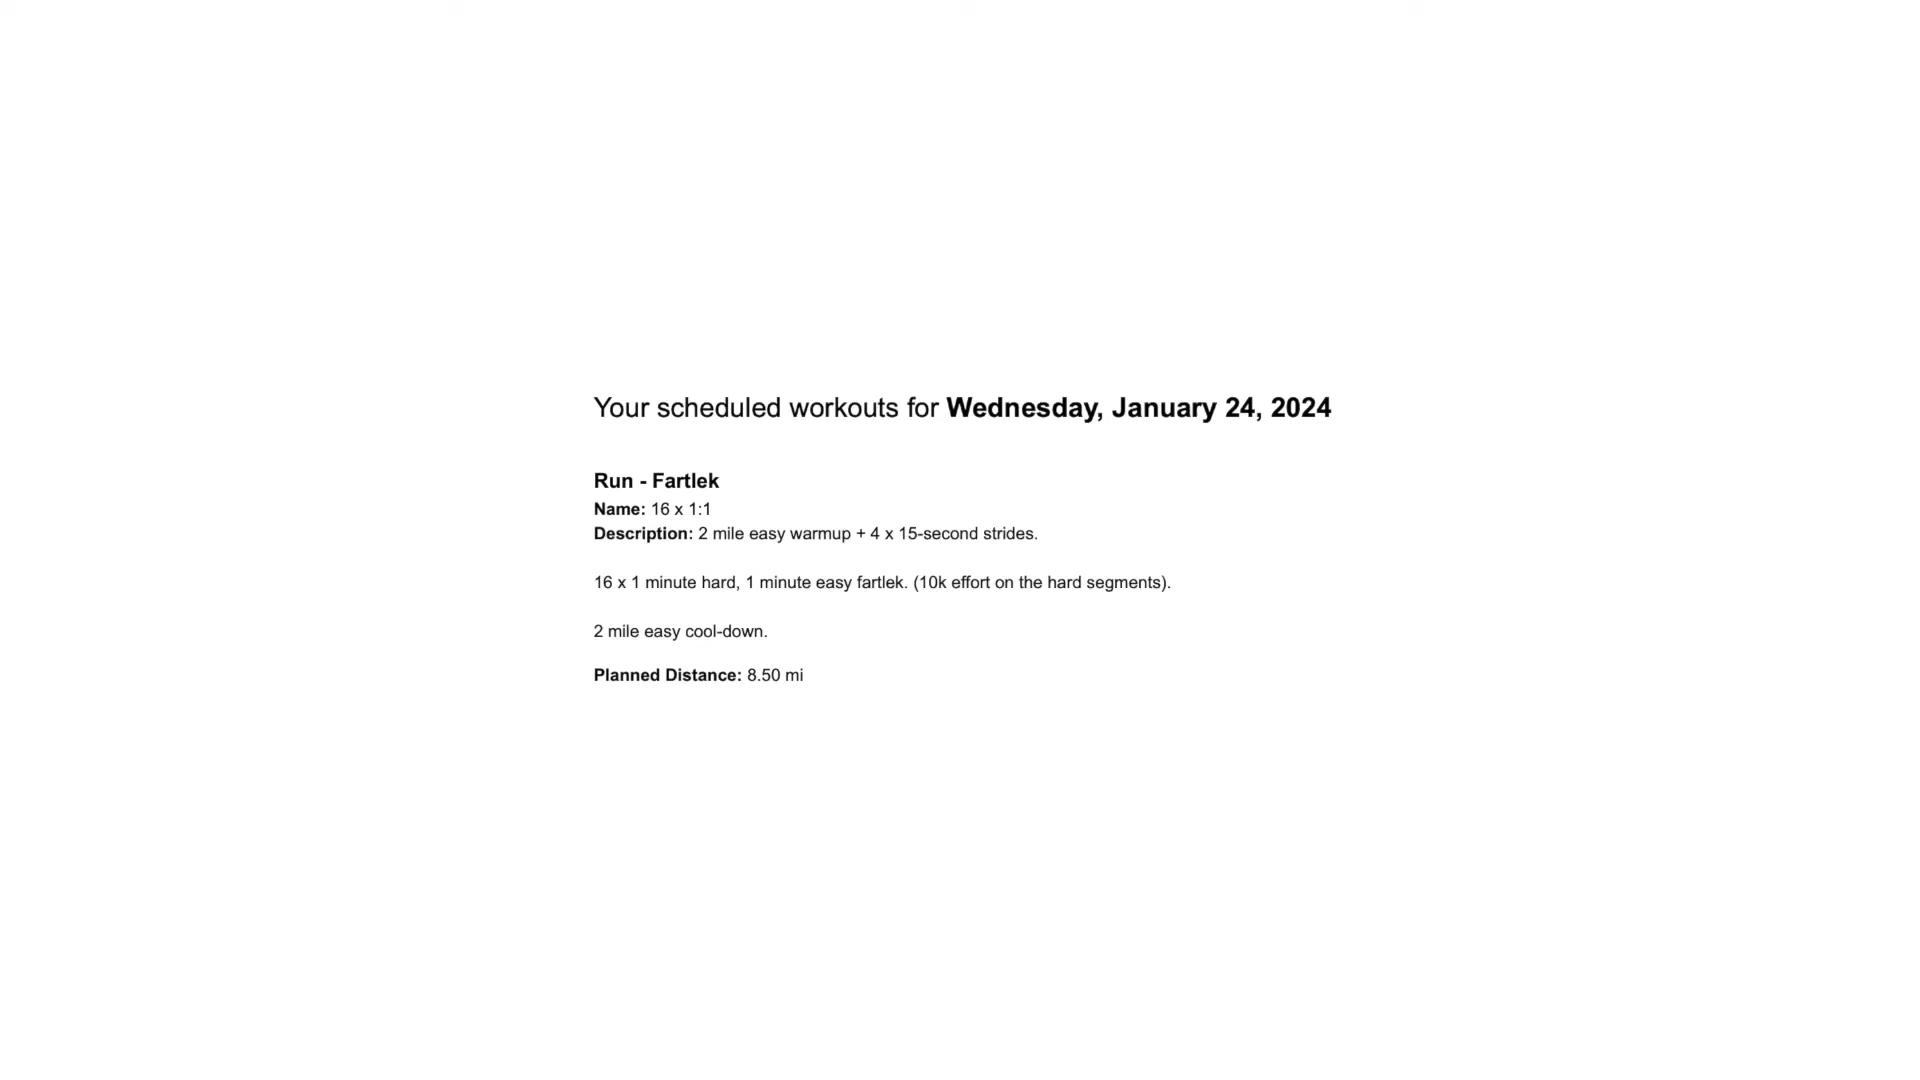 Your scheduled workouts for Wednesday, January 24, 2024
Run - Fartlek
Name: 16 x 1:1
Description: 2 mile easy warmup + 4 x 15-second strides.
16 x 1 minute hard, 1 minute easy fartlek. (10k effort on the hard segments).
2 mile easy cool-down.
Planned Distance: 8.50 mi